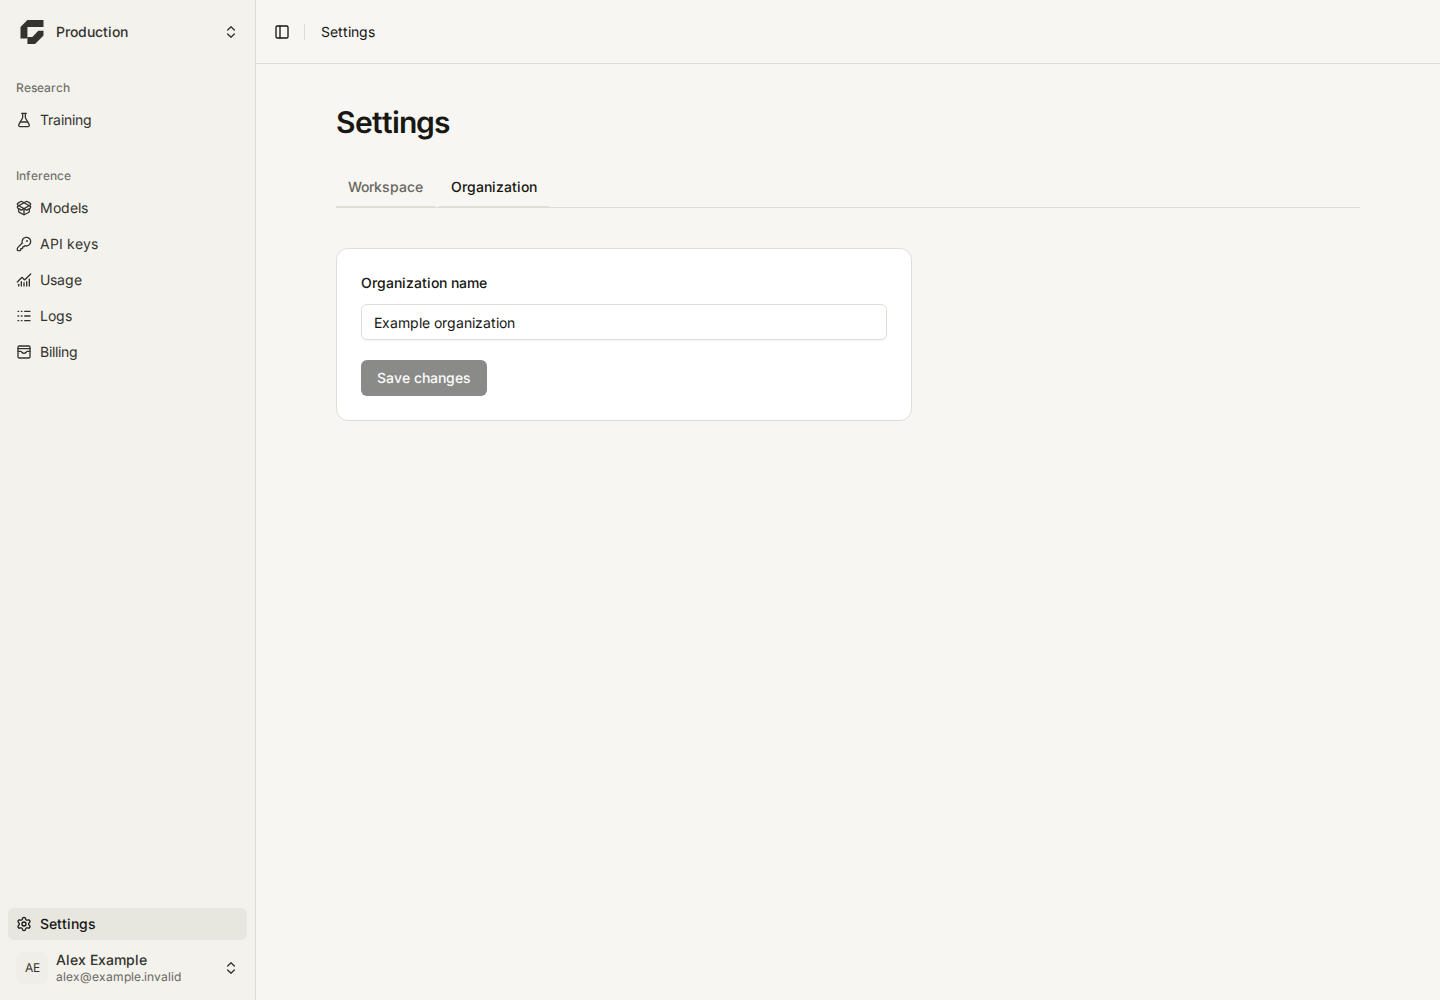 Production
Research
Training
Inference
Models
API keys
Usage
Logs
Billing
Settings
AE
Alex Example
alex@example.invalid
Settings
Settings
Workspace
Organization
Organization name
Example organization
Save changes